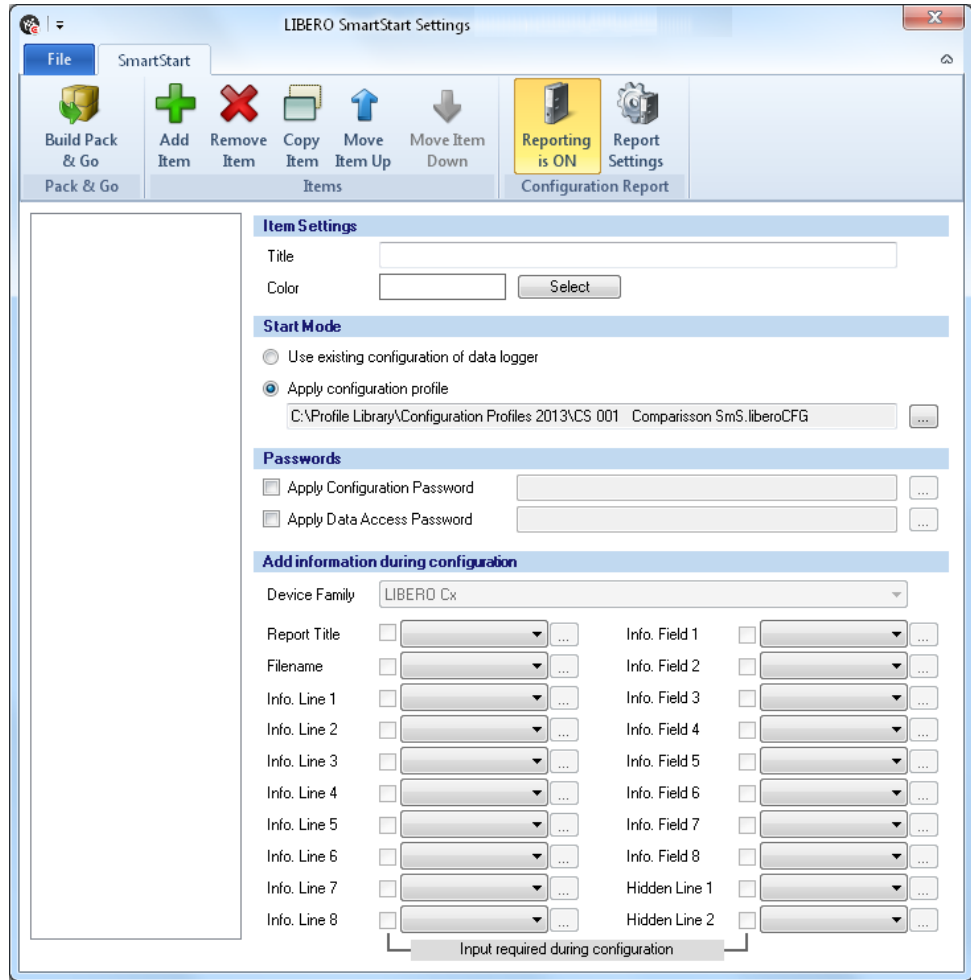 LIBERO SmartStart Settings
File SmartStart
Build Pack & Go
Add Item
Remove Item
Copy Item
Move Item Up
Move Item Down
Reporting is ON
Report Settings
Pack & Go
Items
Configuration Report
Item Settings
Title
Color Select
Start Mode
Use existing configuration of data logger
Apply configuration profile
C:\Profile Library\Configuration Profiles 2013\CS 001 Comparisson SmS.liberoCFG ...
Passwords
Apply Configuration Password ...
Apply Data Access Password ...
Add information during configuration
Device Family LIBERO Cx
Report Title ... Info. Field 1 ...
Filename ... Info. Field 2 ...
Info. Line 1 ... Info. Field 3 ...
Info. Line 2 ... Info. Field 4 ...
Info. Line 3 ... Info. Field 5 ...
Info. Line 4 ... Info. Field 6 ...
Info. Line 5 ... Info. Field 7 ...
Info. Line 6 ... Info. Field 8 ...
Info. Line 7 ... Hidden Line 1 ...
Info. Line 8 ... Hidden Line 2 ...
Input required during configuration